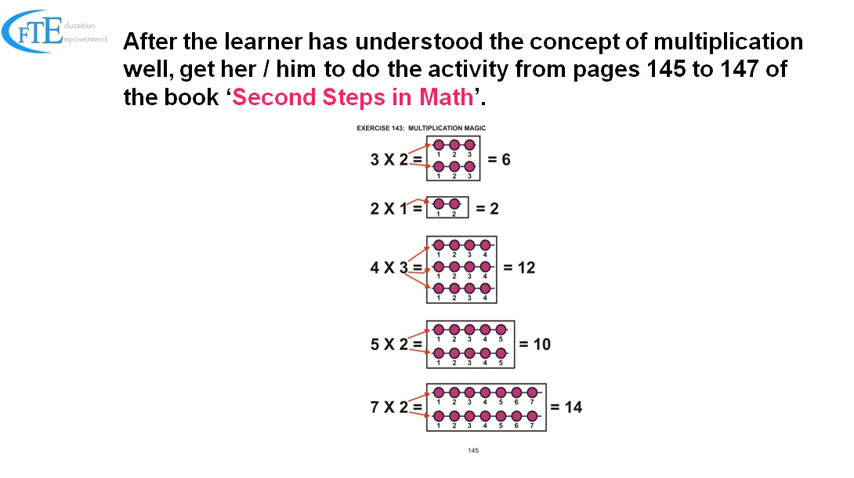 FTE ducation
mpowerment
After the learner has understood the concept of multiplication
well, get her / him to do the activity from pages 145 to 147 of
the book ‘Second Steps in Math’.
EXERCISE 143: MULTIPLICATION MAGIC
3 X 2 = = 6
1 2 3
1 2 3
2 X 1 = = 2
1 2
4 X 3 = = 12
1 2 3 4
1 2 3 4
1 2 3 4
5 X 2 = = 10
1 2 3 4 5
1 2 3 4 5
7 X 2 = = 14
1 2 3 4 5 6 7
1 2 3 4 5 6 7
145